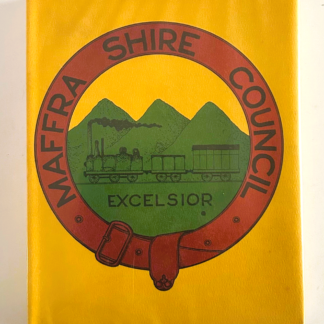 MAFFRA SHIRE COUNCIL
EXCELSIOR